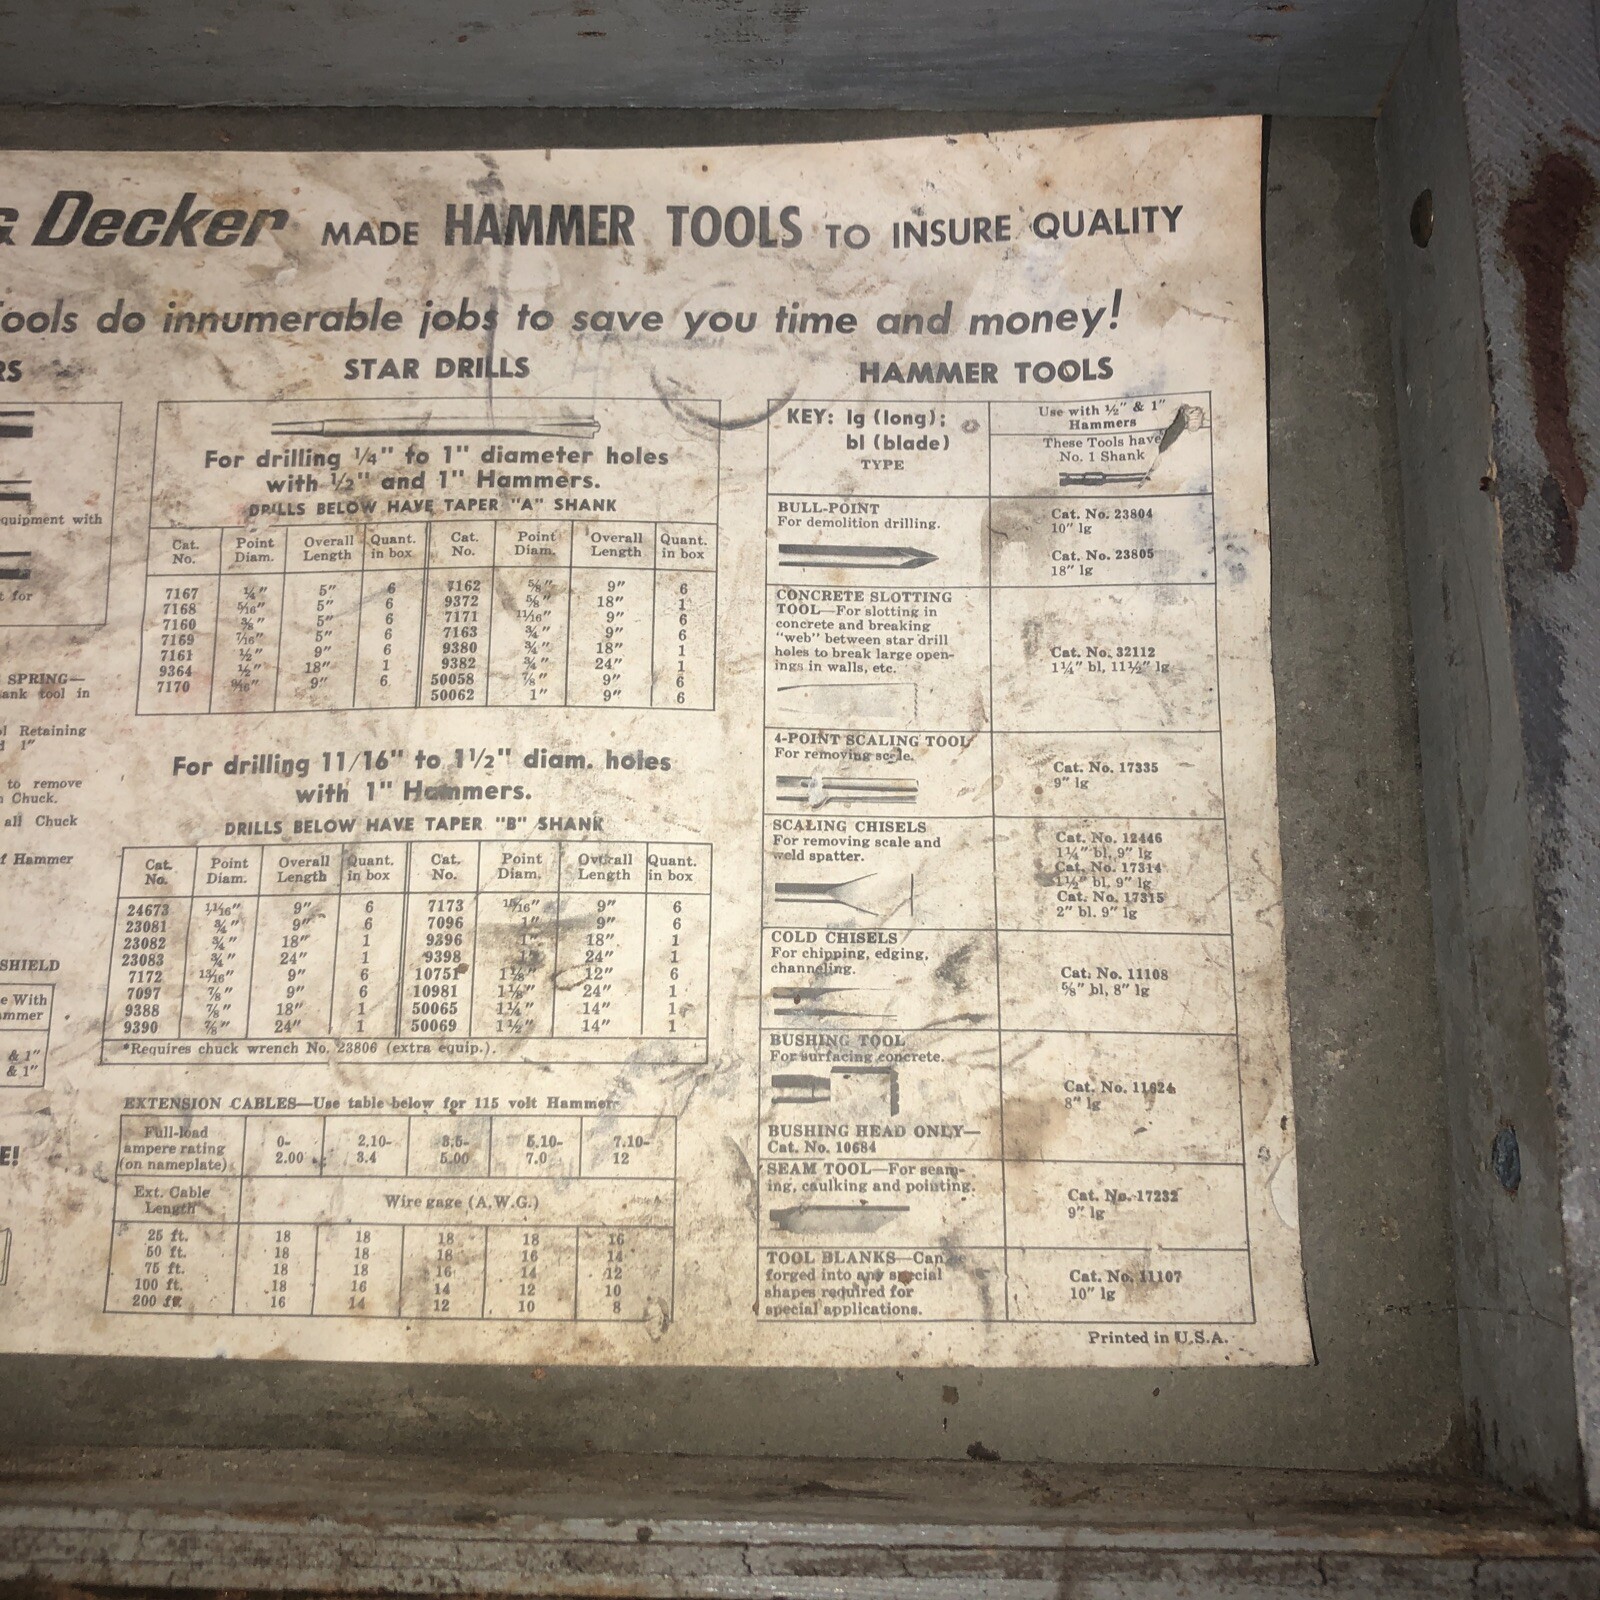 & Decker MADE HAMMER TOOLS TO INSURE QUALITY
ools do innumerable jobs to save you time and money!
RS
quipment with
t for
SPRING—
ank tool in
l Retaining
d 1"
to remove
n Chuck.
all Chuck
f Hammer
SHIELD
e With
ammer
& 1"
& 1"
E!
STAR DRILLS
For drilling ¼" to 1" diameter holes
with ½" and 1" Hammers.
DRILLS BELOW HAVE TAPER "A" SHANK
Cat. No. Point Diam. Overall Length Quant. in box Cat. No. Point Diam. Overall Length Quant. in box
7167 ¼" 5" 6 7162 ⅝" 9" 6
7168 5/16" 5" 6 9372 ⅝" 18" 1
7160 ⅜" 5" 6 7171 11/16" 9" 6
7169 7/16" 5" 6 7163 ¾" 9" 6
7161 ½" 9" 6 9380 ¾" 18" 1
9364 ½" 18" 1 9382 ¾" 24" 1
7170 9/16" 9" 6 50058 ⅞" 9" 6
50062 1" 9" 6
For drilling 11/16" to 1½" diam. holes
with 1" Hammers.
DRILLS BELOW HAVE TAPER "B" SHANK
Cat. No. Point Diam. Overall Length Quant. in box Cat. No. Point Diam. Overall Length Quant. in box
24673 11/16" 9" 6 7173 15/16" 9" 6
23081 ¾" 9" 6 7096 1" 9" 6
23082 ¾" 18" 1 9396 1" 18" 1
23083 ¾" 24" 1 9398 24" 1
7172 13/16" 9" 6 10751 1⅛" 12" 6
7097 ⅞" 9" 6 10981 1⅛" 24" 1
9388 ⅞" 18" 1 50065 1¼" 14" 1
9390 ⅞" 24" 1 50069 1½" 14" 1
*Requires chuck wrench No. 23806 (extra equip.).
EXTENSION CABLES—Use table below for 115 volt Hammer
Full-load ampere rating (on nameplate) 0-2.00 2.10-3.4 3.5-5.00 5.10-7.0 7.10-12
Ext. Cable Length Wire gage (A.W.G.)
25 ft. 18 18 18 18 16
50 ft. 18 18 18 16 14
75 ft. 18 18 16 14 12
100 ft. 18 16 14 12 10
200 ft. 16 14 12 10 8
HAMMER TOOLS
KEY: lg (long);
bl (blade)
TYPE
Use with ½" & 1"
Hammers
These Tools have
No. 1 Shank
BULL-POINT
For demolition drilling.
Cat. No. 23804
10" lg
Cat. No. 23805
18" lg
CONCRETE SLOTTING
TOOL—For slotting in
concrete and breaking
"web" between star drill
holes to break large open-
ings in walls, etc.
Cat. No. 32112
1¼" bl, 11½" lg
4-POINT SCALING TOOL
For removing scale.
Cat. No. 17335
9" lg
SCALING CHISELS
For removing scale and
weld spatter.
Cat. No. 12446
1¼" bl, 9" lg
Cat. No. 17314
1½" bl, 9" lg
Cat. No. 17315
2" bl. 9" lg
COLD CHISELS
For chipping, edging,
channeling.
Cat. No. 11108
⅝" bl, 8" lg
BUSHING TOOL
For surfacing concrete.
Cat. No. 11624
8" lg
BUSHING HEAD ONLY—
Cat. No. 10684
SEAM TOOL—For seam-
ing, caulking and pointing.
Cat. No. 17232
9" lg
TOOL BLANKS—Can be
forged into any special
shapes required for
special applications.
Cat. No. 11107
10" lg
Printed in U.S.A.